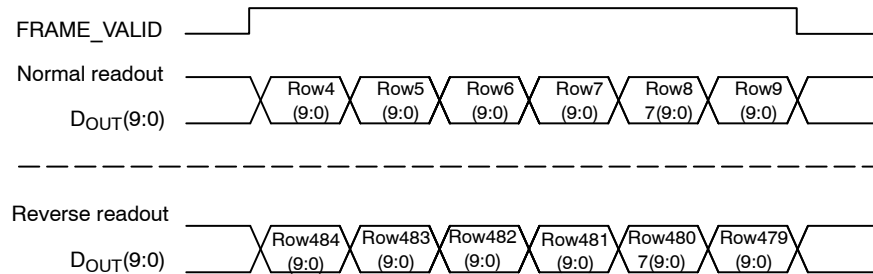 FRAME_VALID
Normal readout
Row4 Row5 Row6 Row7 Row8 Row9
DOUT(9:0) (9:0) (9:0) (9:0) (9:0) 7(9:0) (9:0)
Reverse readout
Row484 Row483 Row482 Row481 Row480 Row479
DOUT(9:0) (9:0) (9:0) (9:0) (9:0) 7(9:0) (9:0)